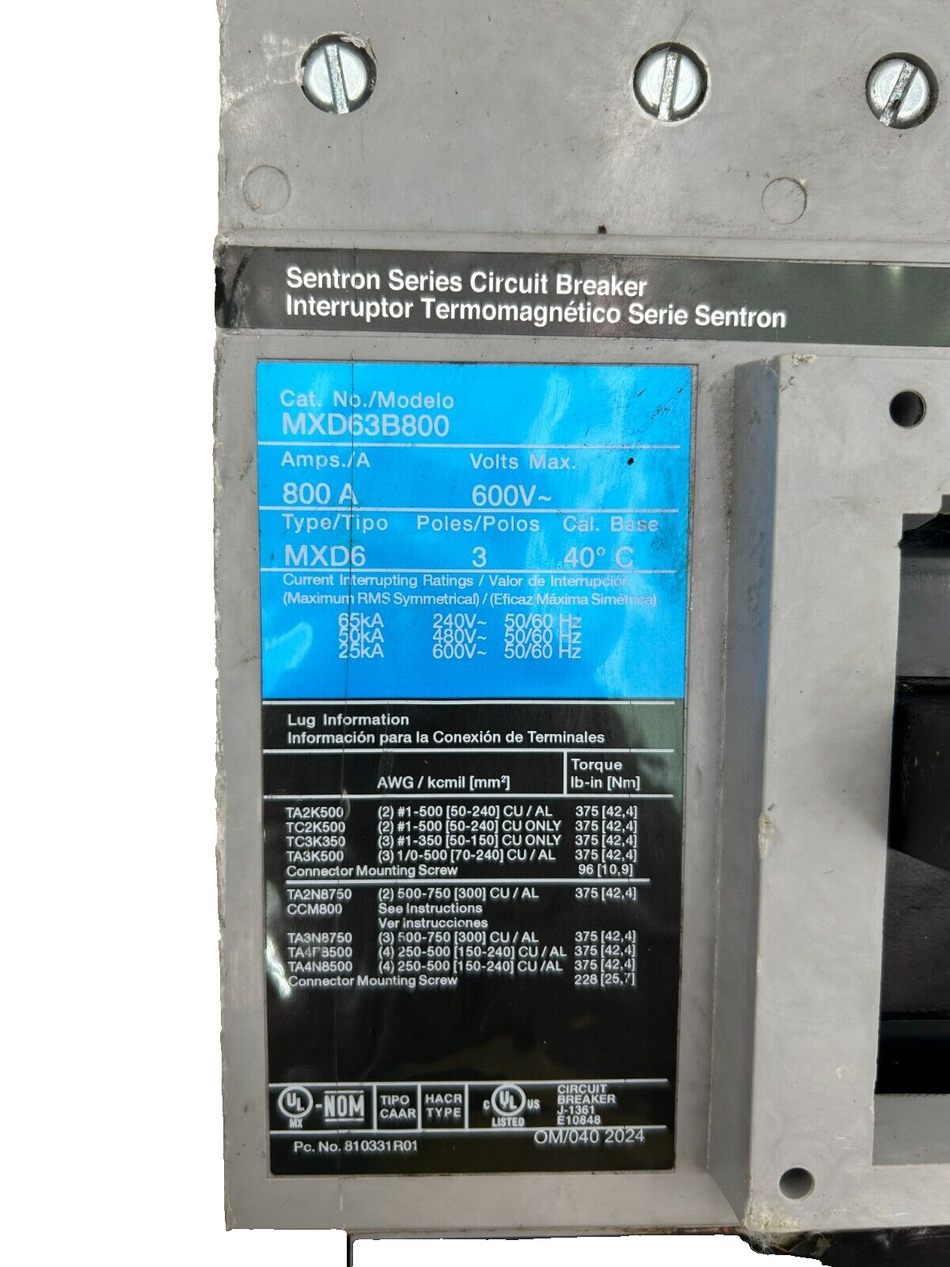 Sentron Series Circuit Breaker
Interruptor Termomagnético Serie Sentron
Cat. No./Modelo
MXD63B800
Amps./A Volts Max.
800 A 600V~
Type/Tipo Poles/Polos Cal. Base
MXD6 3 40° C
Current Interrupting Ratings / Valor de Interrupción
(Maximum RMS Symmetrical) / (Eficaz Máxima Simétrica)
65kA 240V~ 50/60 Hz
50kA 480V~ 50/60 Hz
25kA 600V~ 50/60 Hz
Lug Information
Información para la Conexión de Terminales
AWG / kcmil [mm²] Torque lb-in [Nm]
TA2K500 (2) #1-500 [50-240] CU / AL 375 [42,4]
TC2K500 (2) #1-500 [50-240] CU ONLY 375 [42,4]
TC3K350 (3) #1-350 [50-150] CU ONLY 375 [42,4]
TA3K500 (3) 1/0-500 [70-240] CU / AL 375 [42,4]
Connector Mounting Screw 96 [10,9]
TA2N8750 (2) 500-750 [300] CU / AL 375 [42,4]
CCM800 See Instructions
Ver instrucciones
TA3N8750 (3) 500-750 [300] CU / AL 375 [42,4]
TA4P8500 (4) 250-500 [150-240] CU / AL 375 [42,4]
TA4N8500 (4) 250-500 [150-240] CU /AL 375 [42,4]
Connector Mounting Screw 228 [25,7]
UL MX -NOM TIPO CAAR HACR TYPE c UL US LISTED CIRCUIT BREAKER J-1361 E10848
Pc. No. 810331R01 OM/040 2024